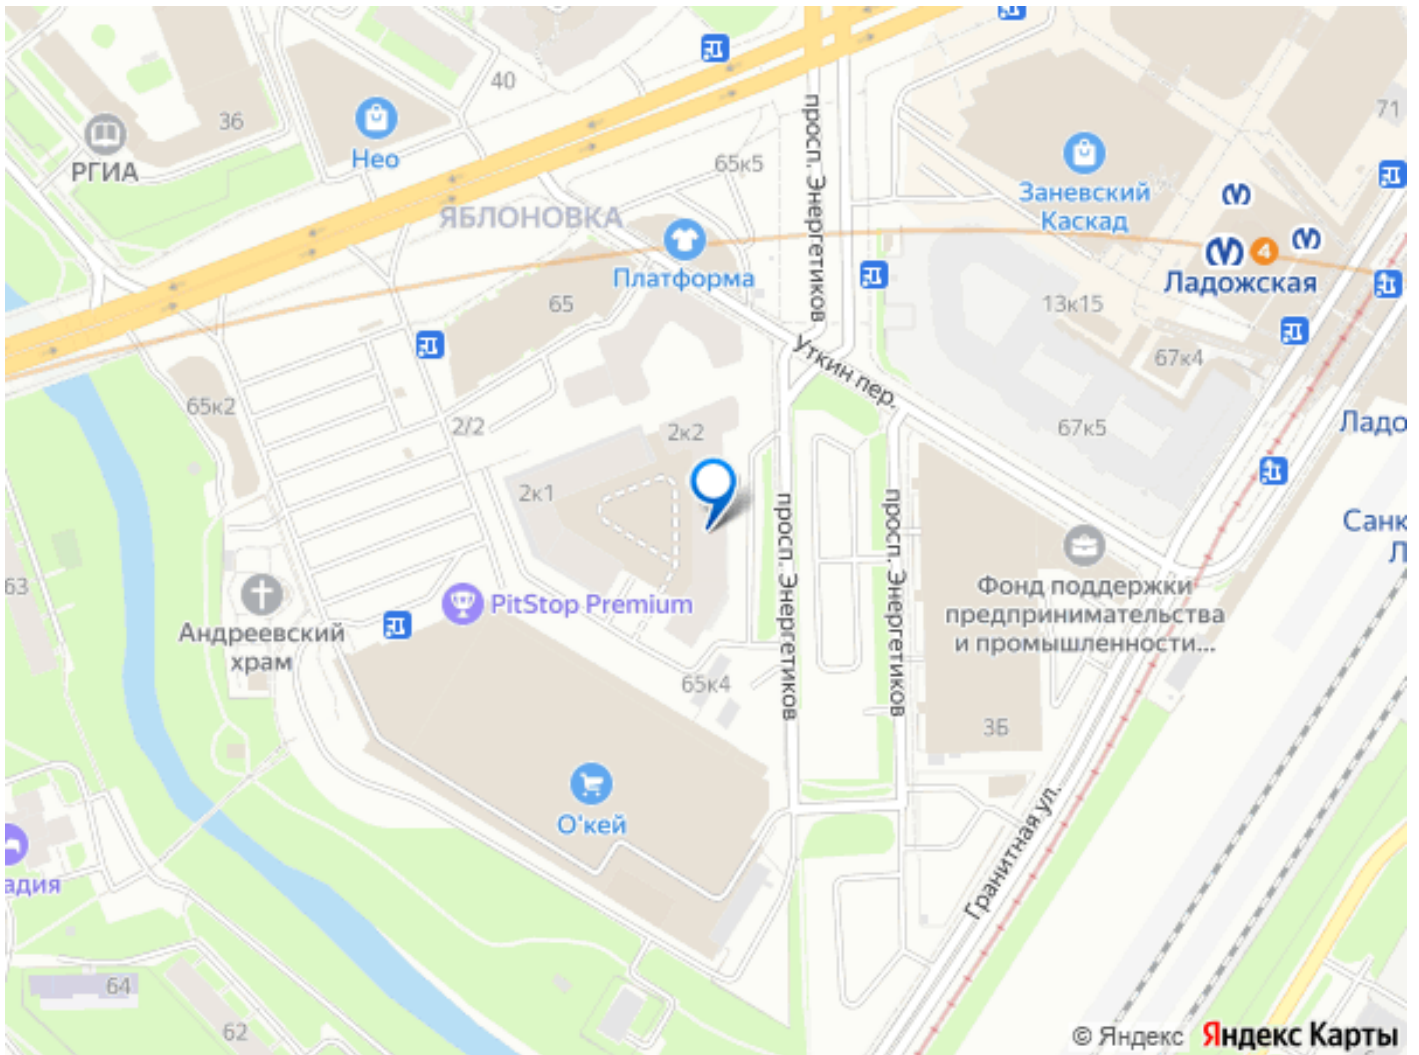 40
36
71
РГИА
Нео
65к5
просп. Энергетиков
Заневский
Каскад
ЯБЛОНОВКА
Платформа
4
Ладожская
65
13к15
Уткин пер.
67к4
65к2
2/2
2к2
67к5
Ладо
2к1
просп. Энергетиков
просп. Энергетиков
Санк
Л
63
PitStop Premium
Фонд поддержки
предпринимательства
и промышленности...
Андреевский
храм
65к4
3Б
О'кей
Гранитная ул.
адия
64
62
© Яндекс Яндекс Карты